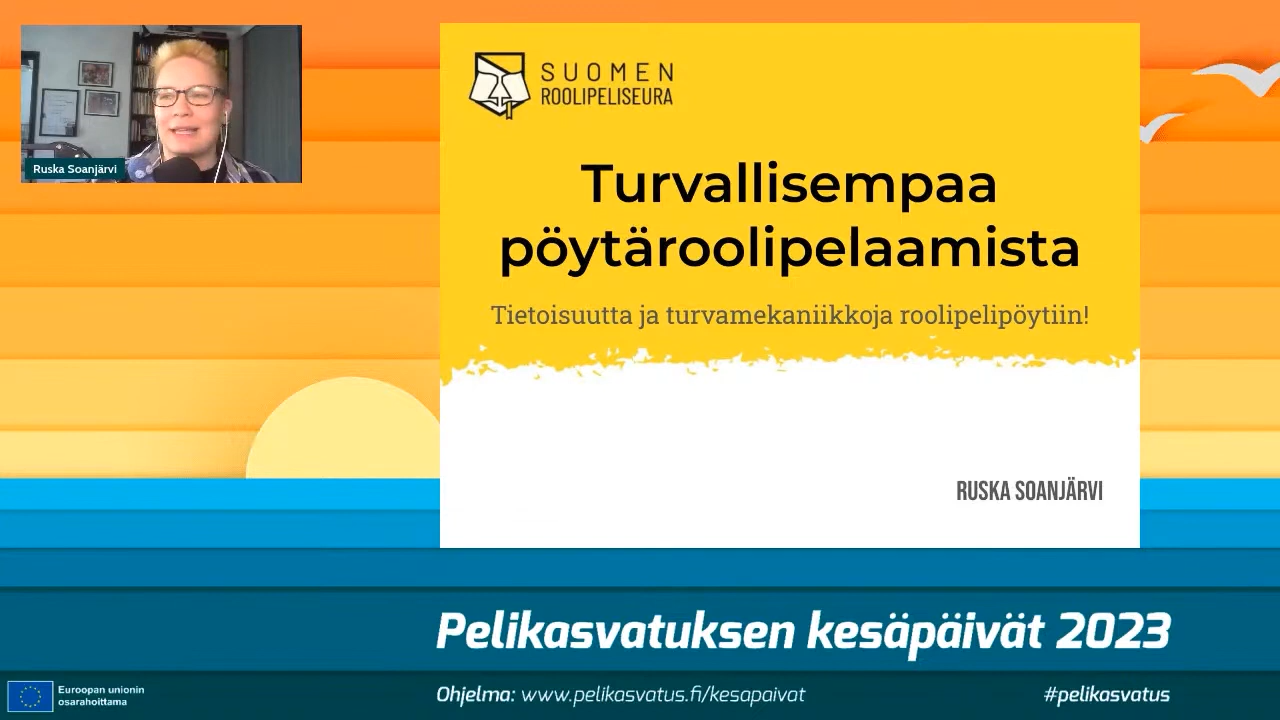 Ruska Soanjärvi
SUOMEN
ROOLIPELISEURA
Turvallisempaa
pöytäroolipelaamista
Tietoisuutta ja turvamekaniikkoja roolipelipöytiin!
RUSKA SOANJÄRVI
Pelikasvatuksen kesäpäivät 2023
Euroopan unionin
osarahoittama
Ohjelma: www.pelikasvatus.fi/kesapaivat
#pelikasvatus